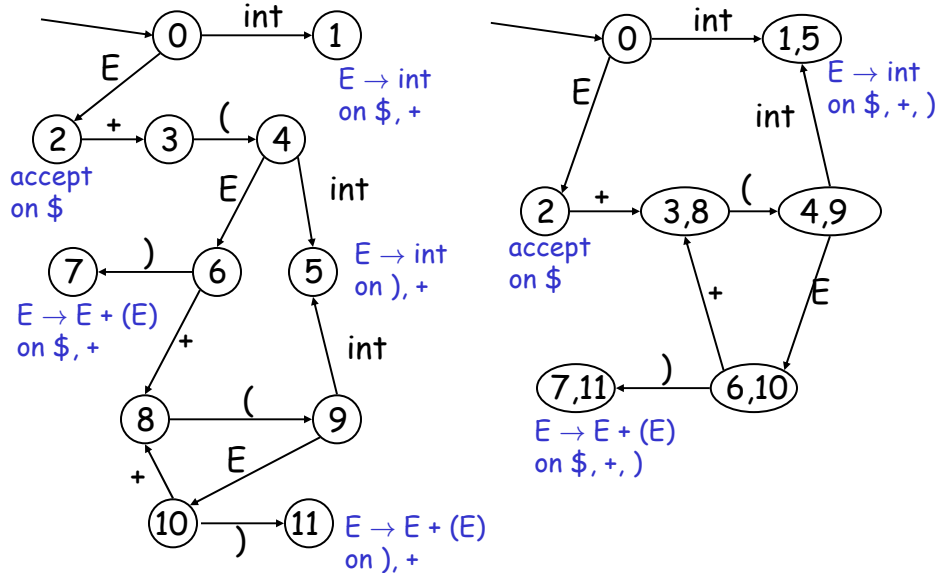 int
0
1
E
E → int
on $, +
2
+
3
(
4
accept
on $
E
int
7
)
6
5
E → int
on ), +
E → E + (E)
on $, +
+
int
8
(
9
+
E
10
)
11
E → E + (E)
on ), +
0
int
1,5
E
E → int
on $, +, )
int
2
+
3,8
(
4,9
accept
on $
+
E
7,11
)
6,10
E → E + (E)
on $, +, )